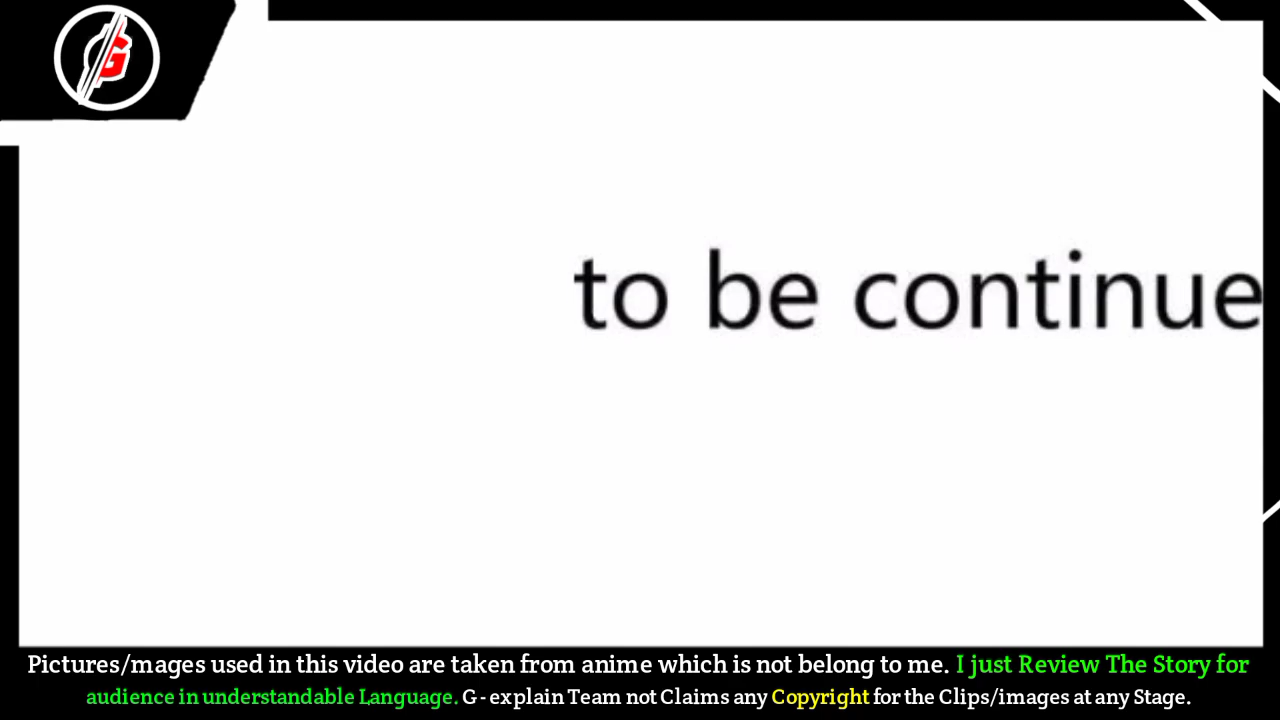 G
to be continue
Pictures/mages used in this video are taken from anime which is not belong to me. I just Review The Story for
audience in understandable Language. G-explain Team not Claims any Copyright for the Clips/images at any Stage.